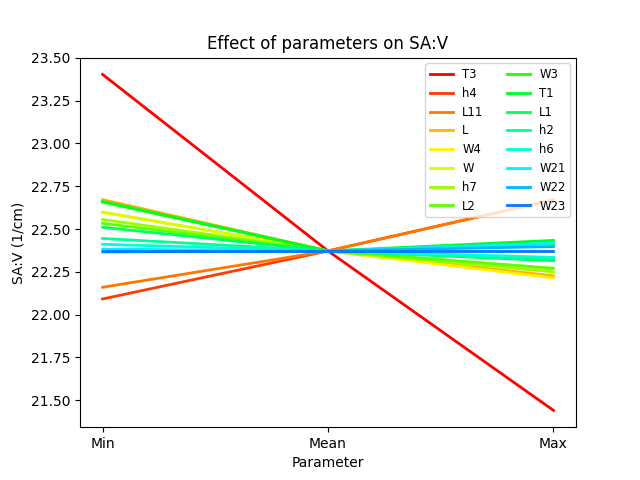 Effect of parameters on SA:V
SA:V (1/cm)
23.50
23.25
23.00
22.75
22.50
22.25
22.00
21.75
21.50
T3
h4
L11
L
W4
W
h7
L2
W3
T1
L1
h2
h6
W21
W22
W23
Min
Mean
Max
Parameter